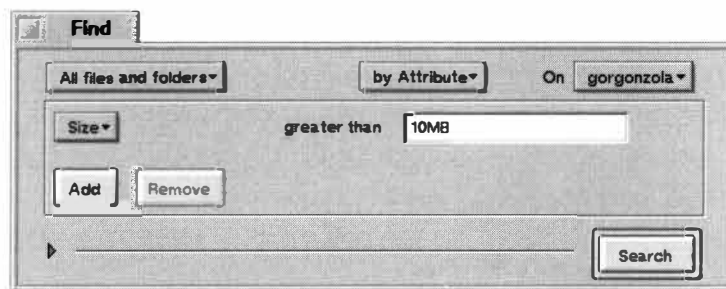 Find
All files and folders by Attribute On gorgonzola
Size greater than 10MB
Add Remove
Search